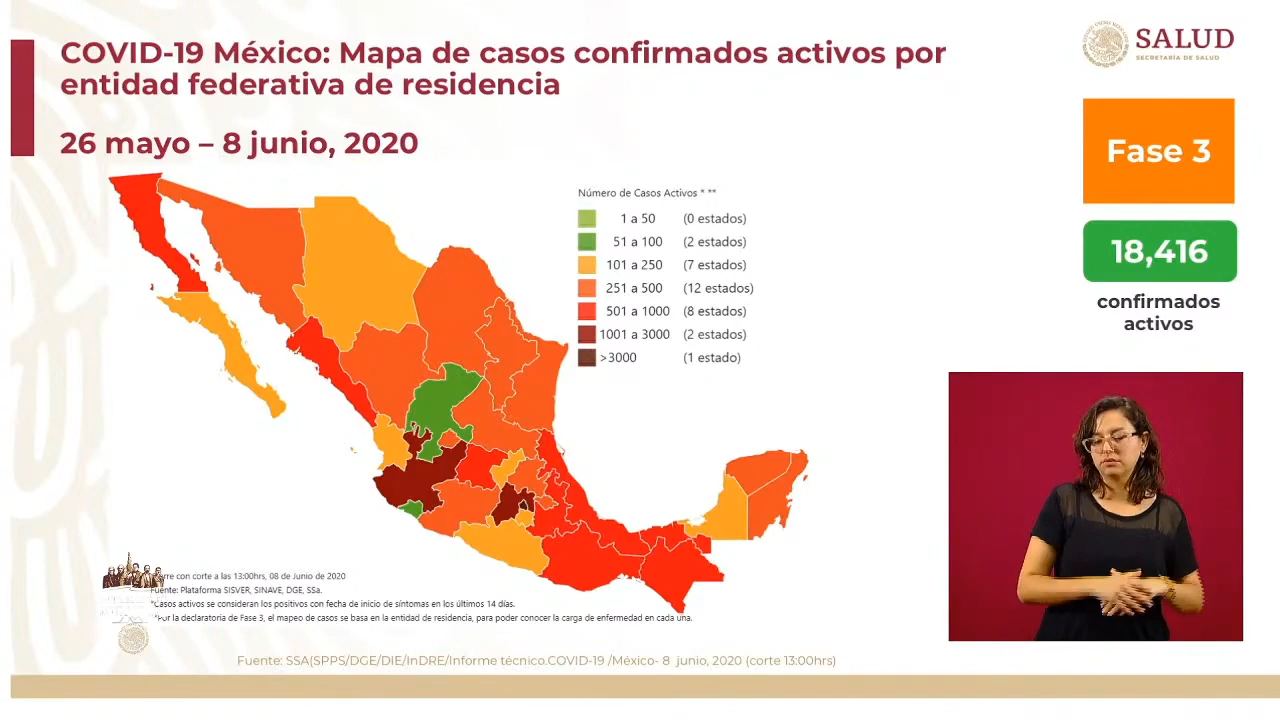 COVID-19 México: Mapa de casos confirmados activos por
entidad federativa de residencia
26 mayo – 8 junio, 2020
SALUD
SECRETARÍA DE SALUD
Fase 3
18,416
confirmados
activos
Número de Casos Activos * **
1 a 50 (0 estados)
51 a 100 (2 estados)
101 a 250 (7 estados)
251 a 500 (12 estados)
501 a 1000 (8 estados)
1001 a 3000 (2 estados)
>3000 (1 estado)
con corte a las 13:00hrs, 08 de Junio de 2020
Fuente: Plataforma SISVER, SINAVE, DGE, SSa.
*Casos activos se consideran los positivos con fecha de inicio de síntomas en los últimos 14 días.
la declaratoria de Fase 3, el mapeo de casos se basa en la entidad de residencia, para poder conocer la carga de enfermedad en cada una.
Fuente: SSA(SPPS/DGE/DIE/InDRE/Informe técnico.COVID-19 /México- 8 junio, 2020 (corte 13:00hrs)